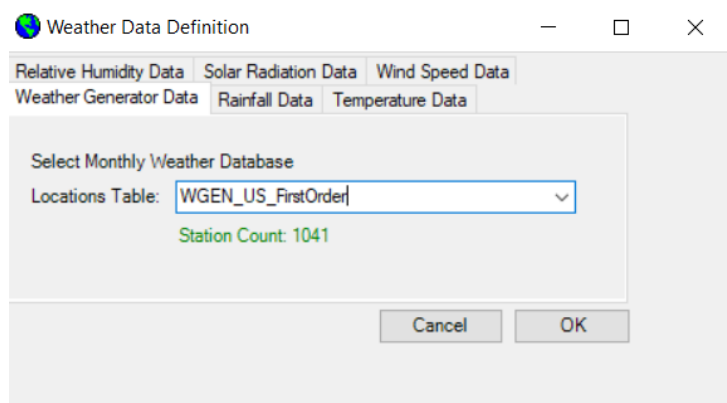 Weather Data Definition
Relative Humidity Data Solar Radiation Data Wind Speed Data
Weather Generator Data Rainfall Data Temperature Data
Select Monthly Weather Database
Locations Table: WGEN_US_FirstOrder
Station Count: 1041
Cancel OK